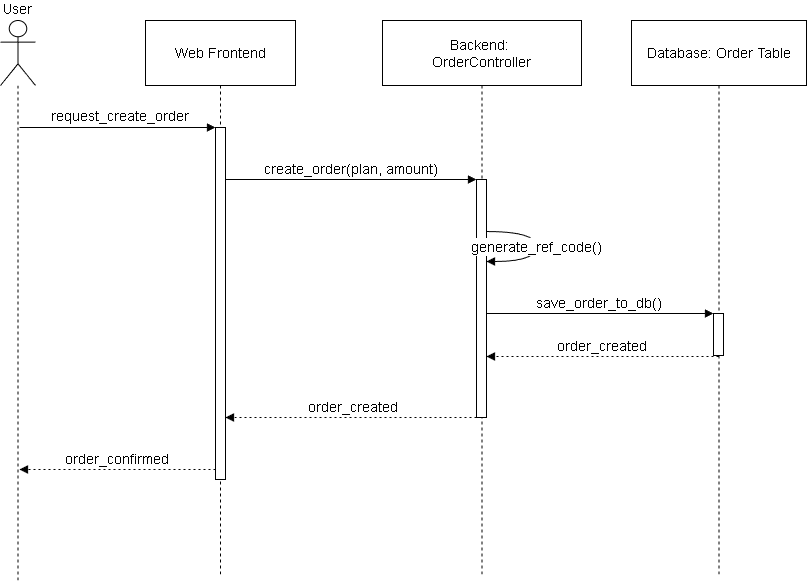 User
Web Frontend
Backend:
OrderController
Database: Order Table
request_create_order
create_order(plan, amount)
generate_ref_code()
save_order_to_db()
order_created
order_created
order_confirmed